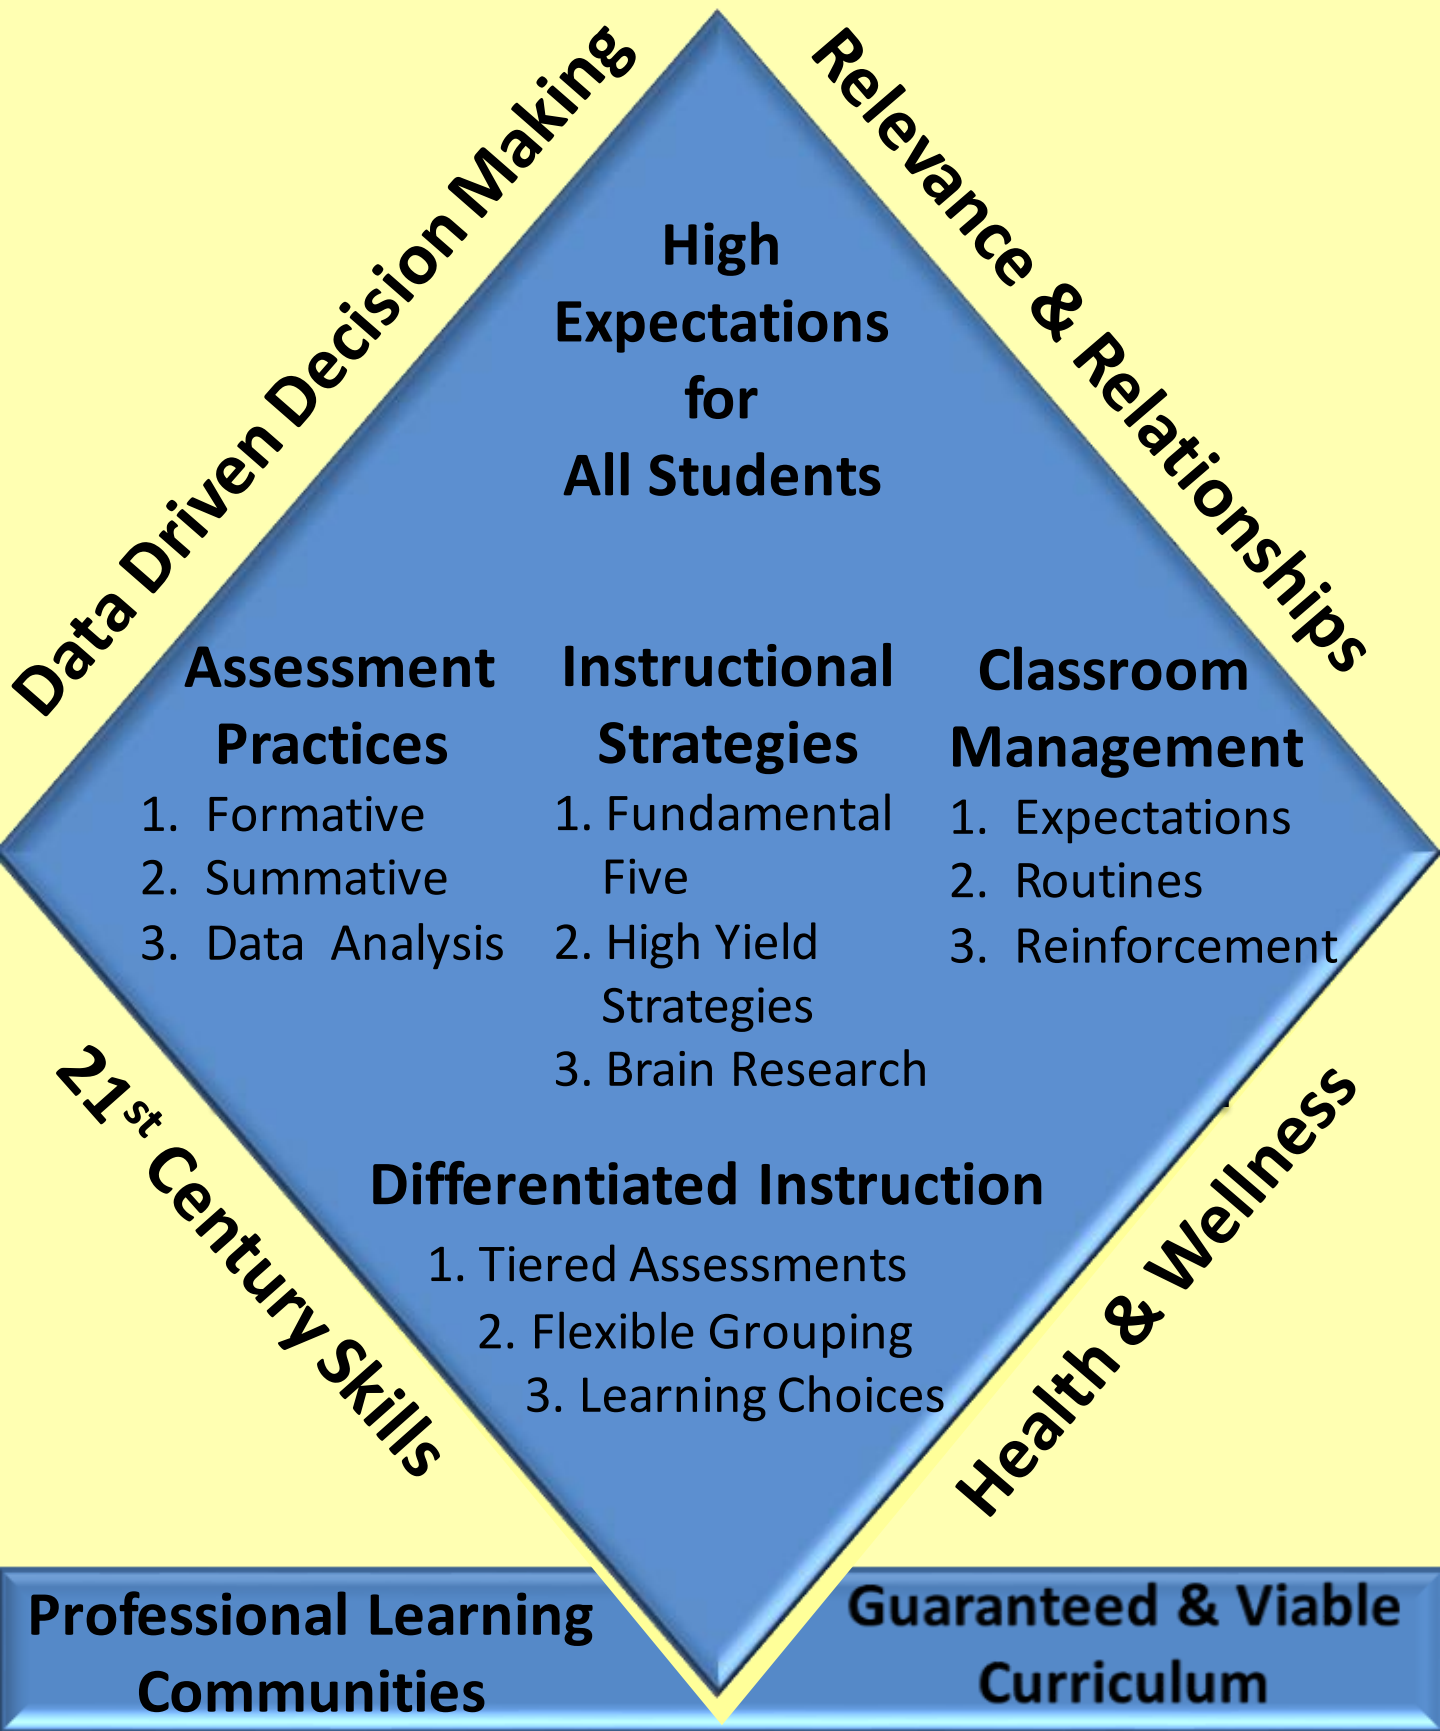 Data Driven Decision Making
Relevance & Relationships
High
Expectations
for
All Students
Assessment
Practices
1. Formative
2. Summative
3. Data Analysis
Instructional
Strategies
1. Fundamental
Five
2. High Yield
Strategies
3. Brain Research
Classroom
Management
1. Expectations
2. Routines
3. Reinforcement
Differentiated Instruction
1. Tiered Assessments
2. Flexible Grouping
3. Learning Choices
21st Century Skills
Health & Wellness
Professional Learning
Communities
Guaranteed & Viable
Curriculum